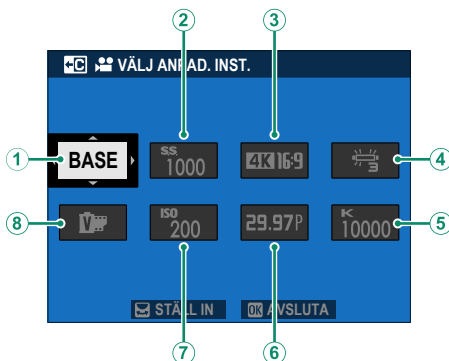 2 3
C VÄLJ ANPAD. INST.
1 BASE S.S. 1000 4K 16:9 3 4
8 V ISO 200 29.97P K 10000 5
STÄLL IN OK AVSLUTA
7 6